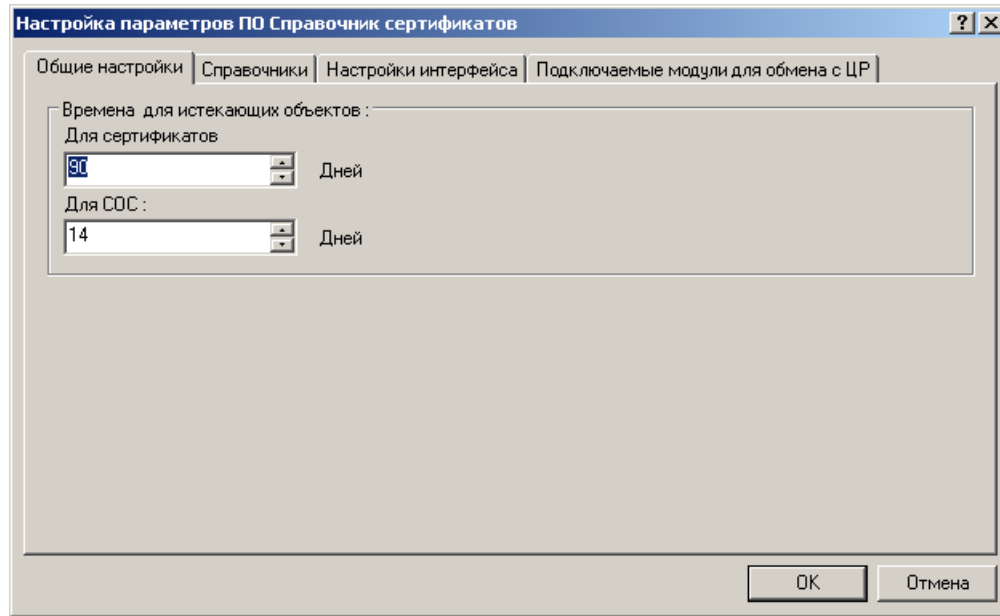 Настройка параметров ПО Справочник сертификатов
Общие настройки Справочники Настройки интерфейса Подключаемые модули для обмена с ЦР
Времена для истекающих объектов :
Для сертификатов
90 Дней
Для СОС :
14 Дней
OK Отмена